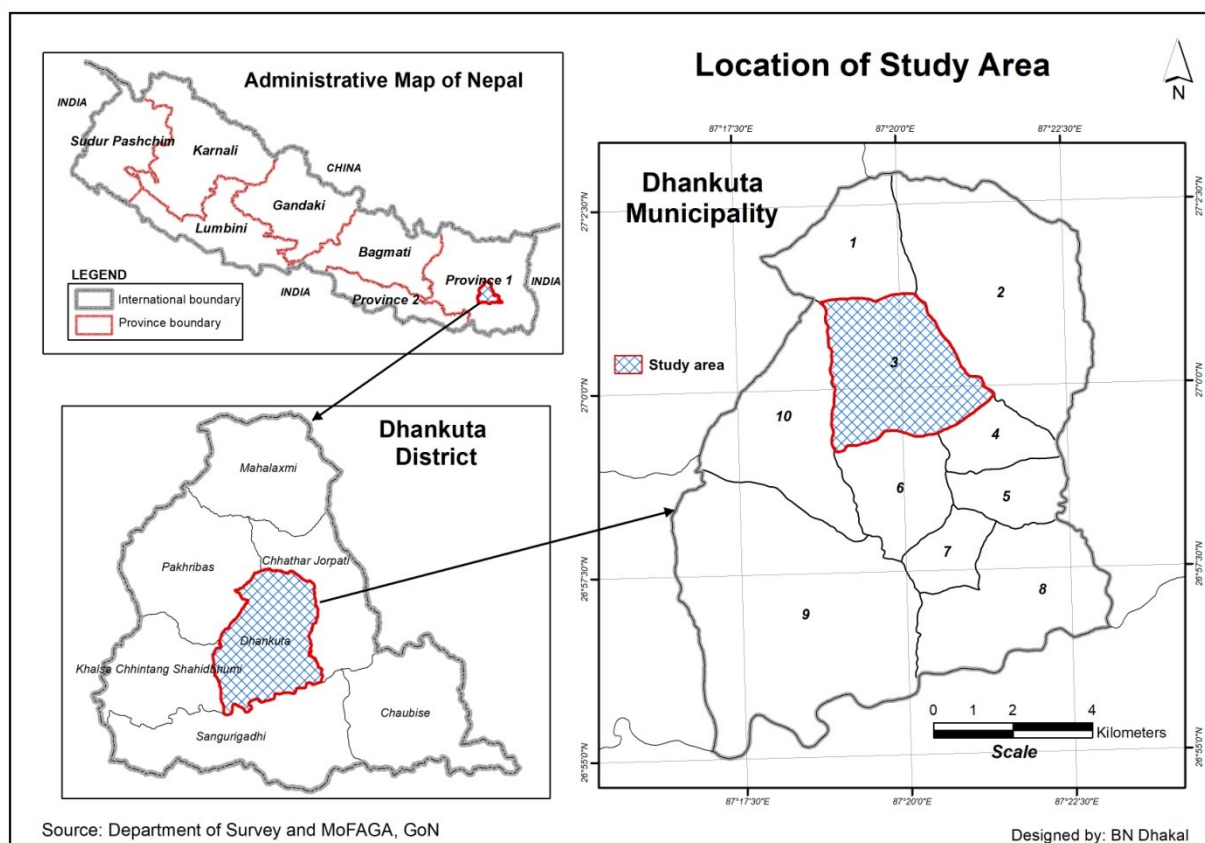 Location of Study Area
N
Administrative Map of Nepal
INDIA
Sudur Pashchim
Karnali
CHINA
Gandaki
Lumbini
Bagmati
LEGEND
International boundary
Province boundary
INDIA
Province 1
INDIA
Province 2
Dhankuta
District
Mahalaxmi
Pakhribas
Chhathar Jorpati
Dhankuta
Khalsa Chhintang Shahidbhumi
Chaubise
Sangurigadhi
87°17'30"E
87°20'0"E
87°22'30"E
Dhankuta
Municipality
27°2'30"N
27°2'30"N
1
2
Study area
3
27°0'0"N
27°0'0"N
10
4
6
5
7
26°57'30"N
26°57'30"N
8
9
0 1 2 4
Kilometers
Scale
26°55'0"N
26°55'0"N
87°17'30"E
87°20'0"E
87°22'30"E
Source: Department of Survey and MoFAGA, GoN
Designed by: BN Dhakal